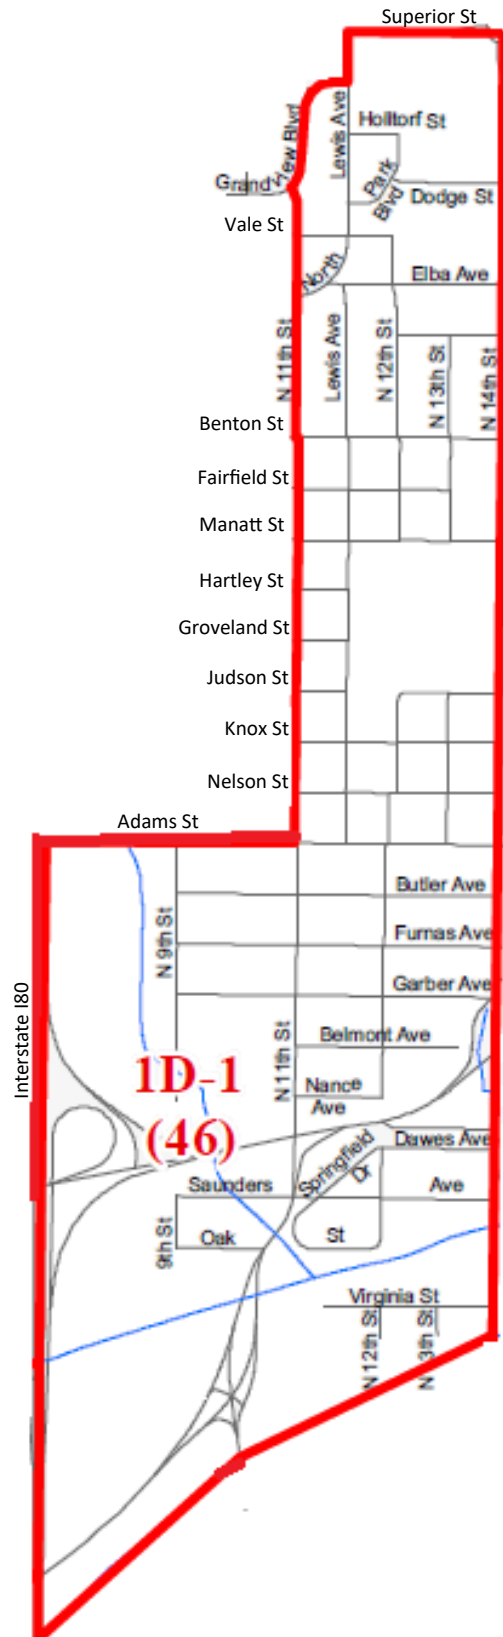 Superior St
Holltorf St
Lewis Ave
Grand View Blvd
Park Blvd
Dodge St
Vale St
North
Elba Ave
N 11th St
Lewis Ave
N 12th St
N 13th St
N 14th St
Benton St
Fairfield St
Manatt St
Hartley St
Groveland St
Judson St
Knox St
Nelson St
Adams St
Butler Ave
N 9th St
Furnas Ave
Garber Ave
Interstate I80
N 11th St
Belmont Ave
1D-1
(46)
Nance
Ave
Springfield Dr
Dawes Ave
Saunders Ave
9th St
Oak St
Virginia St
N 12th St
N 13th St